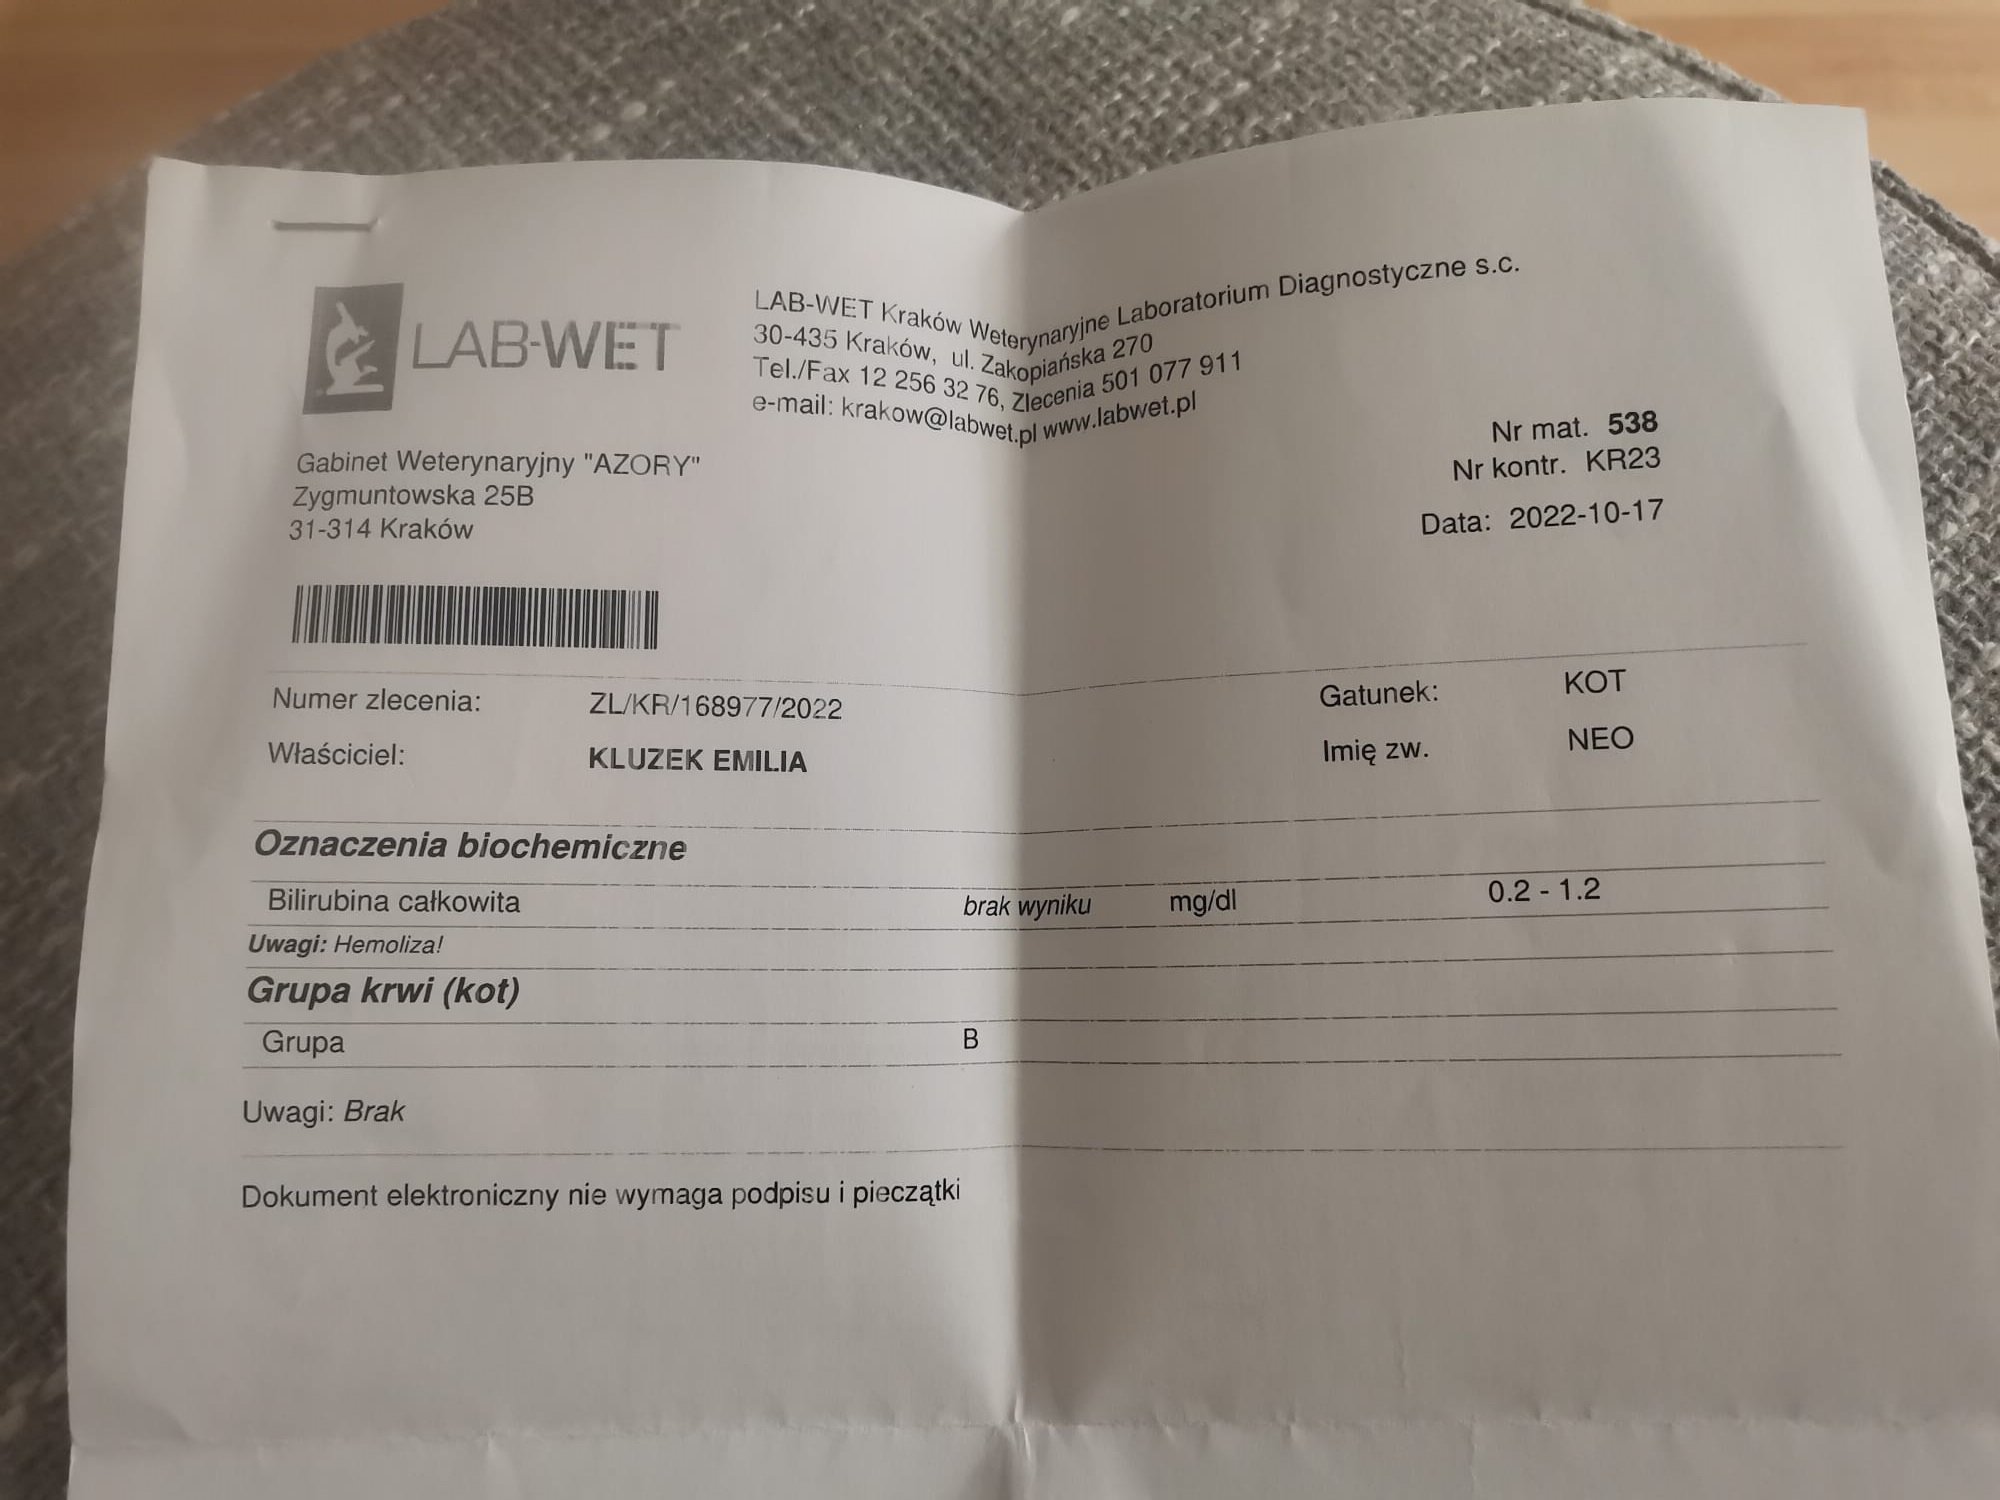 LAB-WET
LAB-WET Kraków Weterynaryjne Laboratorium Diagnostyczne s.c.
30-435 Kraków, ul. Zakopiańska 270
Tel./Fax 12 256 32 76, Zlecenia 501 077 911
e-mail: krakow@labwet.pl www.labwet.pl
Nr mat. 538
Nr kontr. KR23
Data: 2022-10-17
Gabinet Weterynaryjny "AZORY"
Zygmuntowska 25B
31-314 Kraków
Numer zlecenia: ZL/KR/168977/2022 Gatunek: KOT
Właściciel: KLUZEK EMILIA Imię zw. NEO
Oznaczenia biochemiczne
Bilirubina całkowita brak wyniku mg/dl 0.2 - 1.2
Uwagi: Hemoliza!
Grupa krwi (kot)
Grupa B
Uwagi: Brak
Dokument elektroniczny nie wymaga podpisu i pieczątki